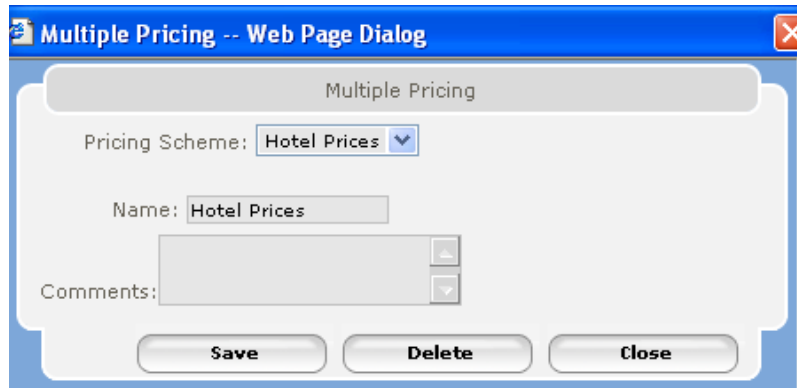 Multiple Pricing -- Web Page Dialog
Multiple Pricing
Pricing Scheme: Hotel Prices
Name: Hotel Prices
Comments:
Save Delete Close